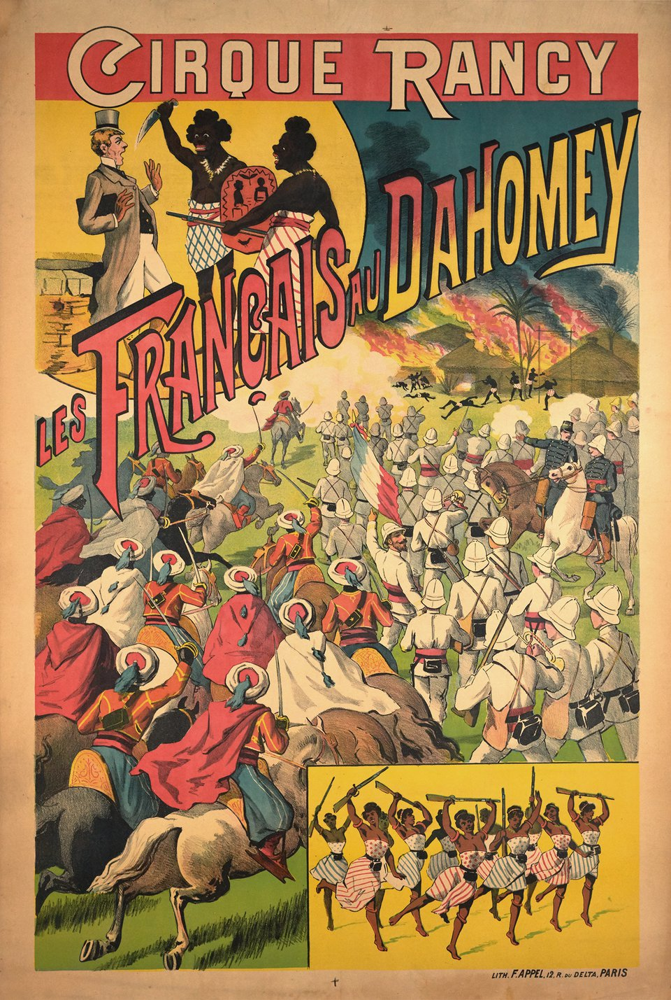 CIRQUE RANCY
LES FRANÇAIS AU DAHOMEY
LITH. F. APPEL, 12, R. DU DELTA, PARIS